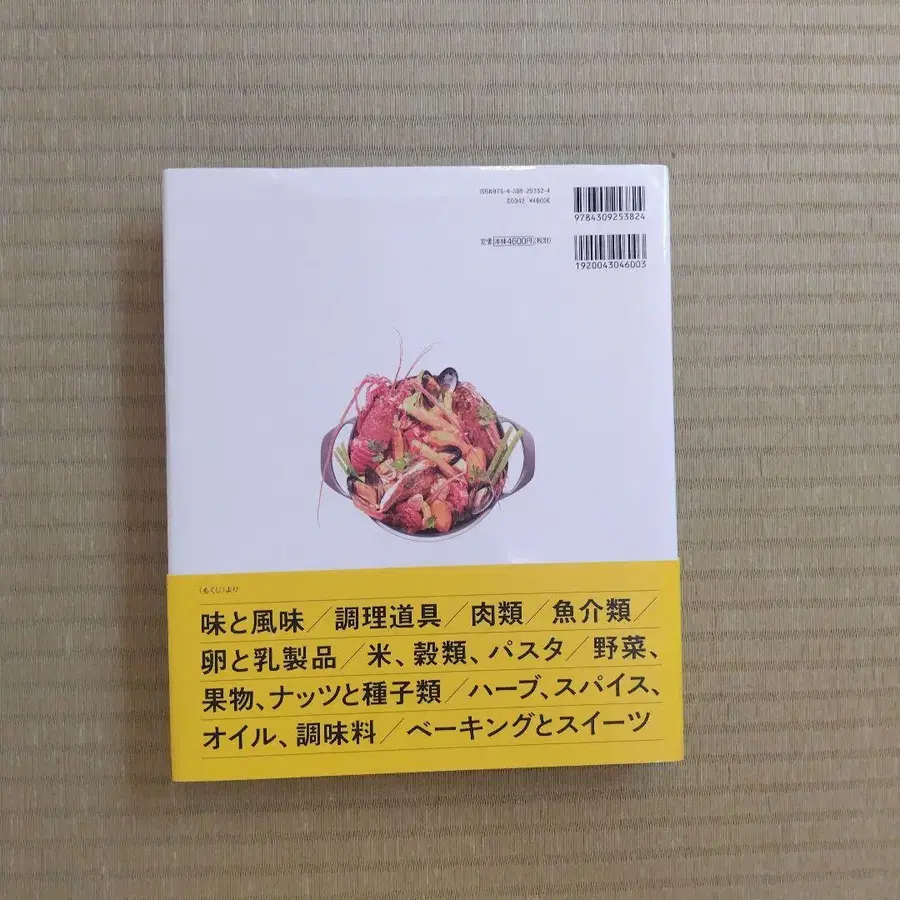 ISBN978-4-309-25382-4
C0043 ¥4600E
定価 本体4600円(税別)
9784309253824
1920043046003
〈もくじ〉より
味と風味／調理道具／肉類／魚介類／
卵と乳製品／米、穀類、パスタ／野菜、
果物、ナッツと種子類／ハーブ、スパイス、
オイル、調味料／ベーキングとスイーツ